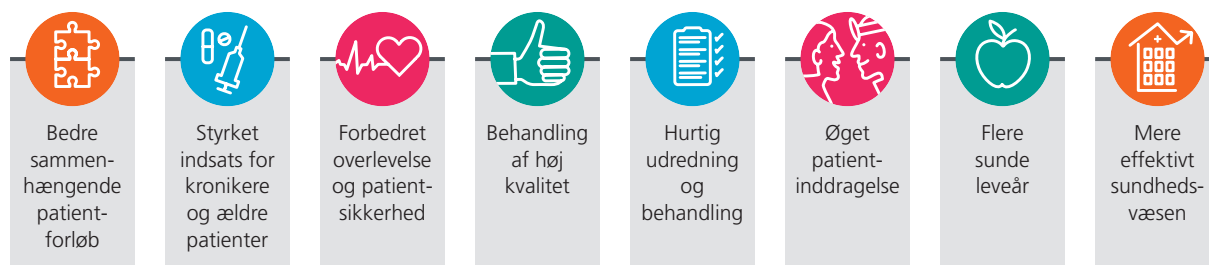 Bedre
sammen-
hængende
patient-
forløb
Styrket
indsats for
kronikere
og ældre
patienter
Forbedret
overlevelse
og patient-
sikkerhed
Behandling
af høj
kvalitet
Hurtig
udredning
og
behandling
Øget
patient-
inddragelse
Flere
sunde
leveår
Mere
effektivt
sundheds-
væsen